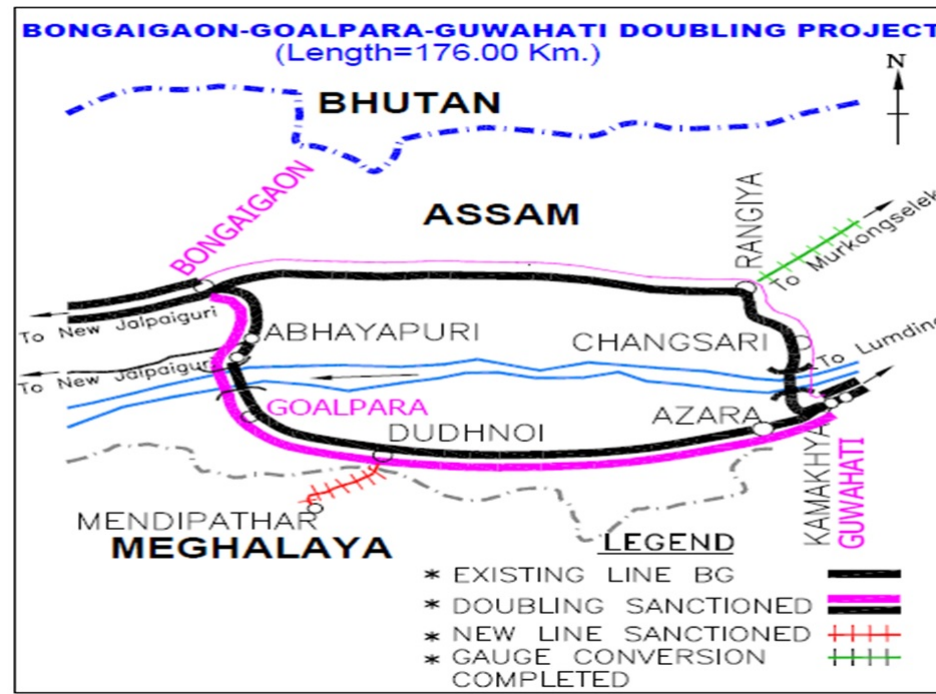 BONGAIGAON-GOALPARA-GUWAHATI DOUBLING PROJECT
(Length=176.00 Km.)
N
BHUTAN
BONGAIGAON
ASSAM
RANGIYA
To Murkongselek
To New Jalpaiguri
ABHAYAPURI
CHANGSARI
To Lumding
To New Jalpaiguri
GOALPARA
AZARA
DUDHNOI
KAMAKHYA
GUWAHATI
MENDIPATHAR
MEGHALAYA
LEGEND
* EXISTING LINE BG
* DOUBLING SANCTIONED
* NEW LINE SANCTIONED
* GAUGE CONVERSION
COMPLETED